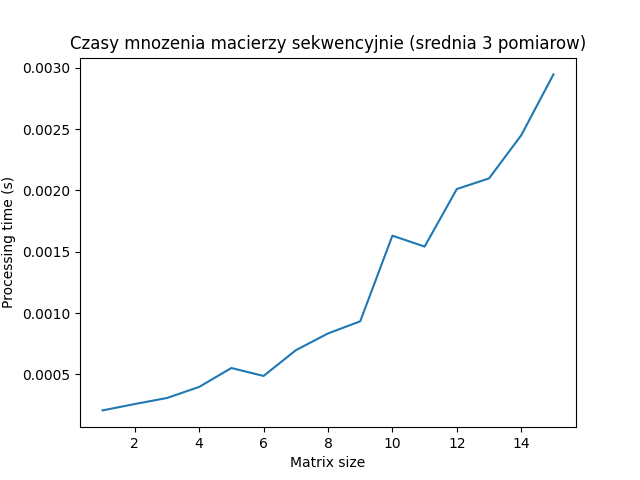 Czasy mnozenia macierzy sekwencyjnie (srednia 3 pomiarow)
0.0030
0.0025
0.0020
0.0015
0.0010
0.0005
Processing time (s)
2 4 6 8 10 12 14
Matrix size